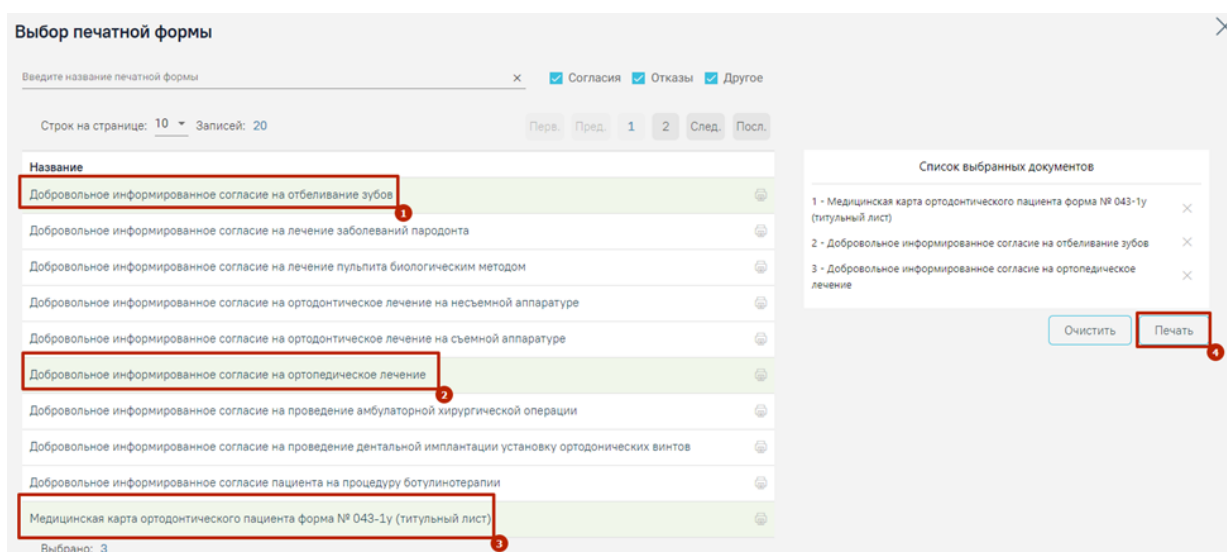 Выбор печатной формы
Введите название печатной формы
Согласия Отказы Другое
Строк на странице: 10 Записей: 20
Перв. Пред. 1 2 След. Посл.
Название
Добровольное информированное согласие на отбеливание зубов
1
Добровольное информированное согласие на лечение заболеваний пародонта
Добровольное информированное согласие на лечение пульпита биологическим методом
Добровольное информированное согласие на ортодонтическое лечение на несъемной аппаратуре
Добровольное информированное согласие на ортодонтическое лечение на съемной аппаратуре
Добровольное информированное согласие на ортопедическое лечение
2
Добровольное информированное согласие на проведение амбулаторной хирургической операции
Добровольное информированное согласие на проведение дентальной имплантации установку ортодонических винтов
Добровольное информированное согласие пациента на процедуру ботулинотерапии
Медицинская карта ортодонтического пациента форма № 043-1у (титульный лист)
3
Выбрано: 3
Список выбранных документов
1 - Медицинская карта ортодонтического пациента форма № 043-1у
(титульный лист)
2 - Добровольное информированное согласие на отбеливание зубов
3 - Добровольное информированное согласие на ортопедическое
лечение
Очистить Печать
4